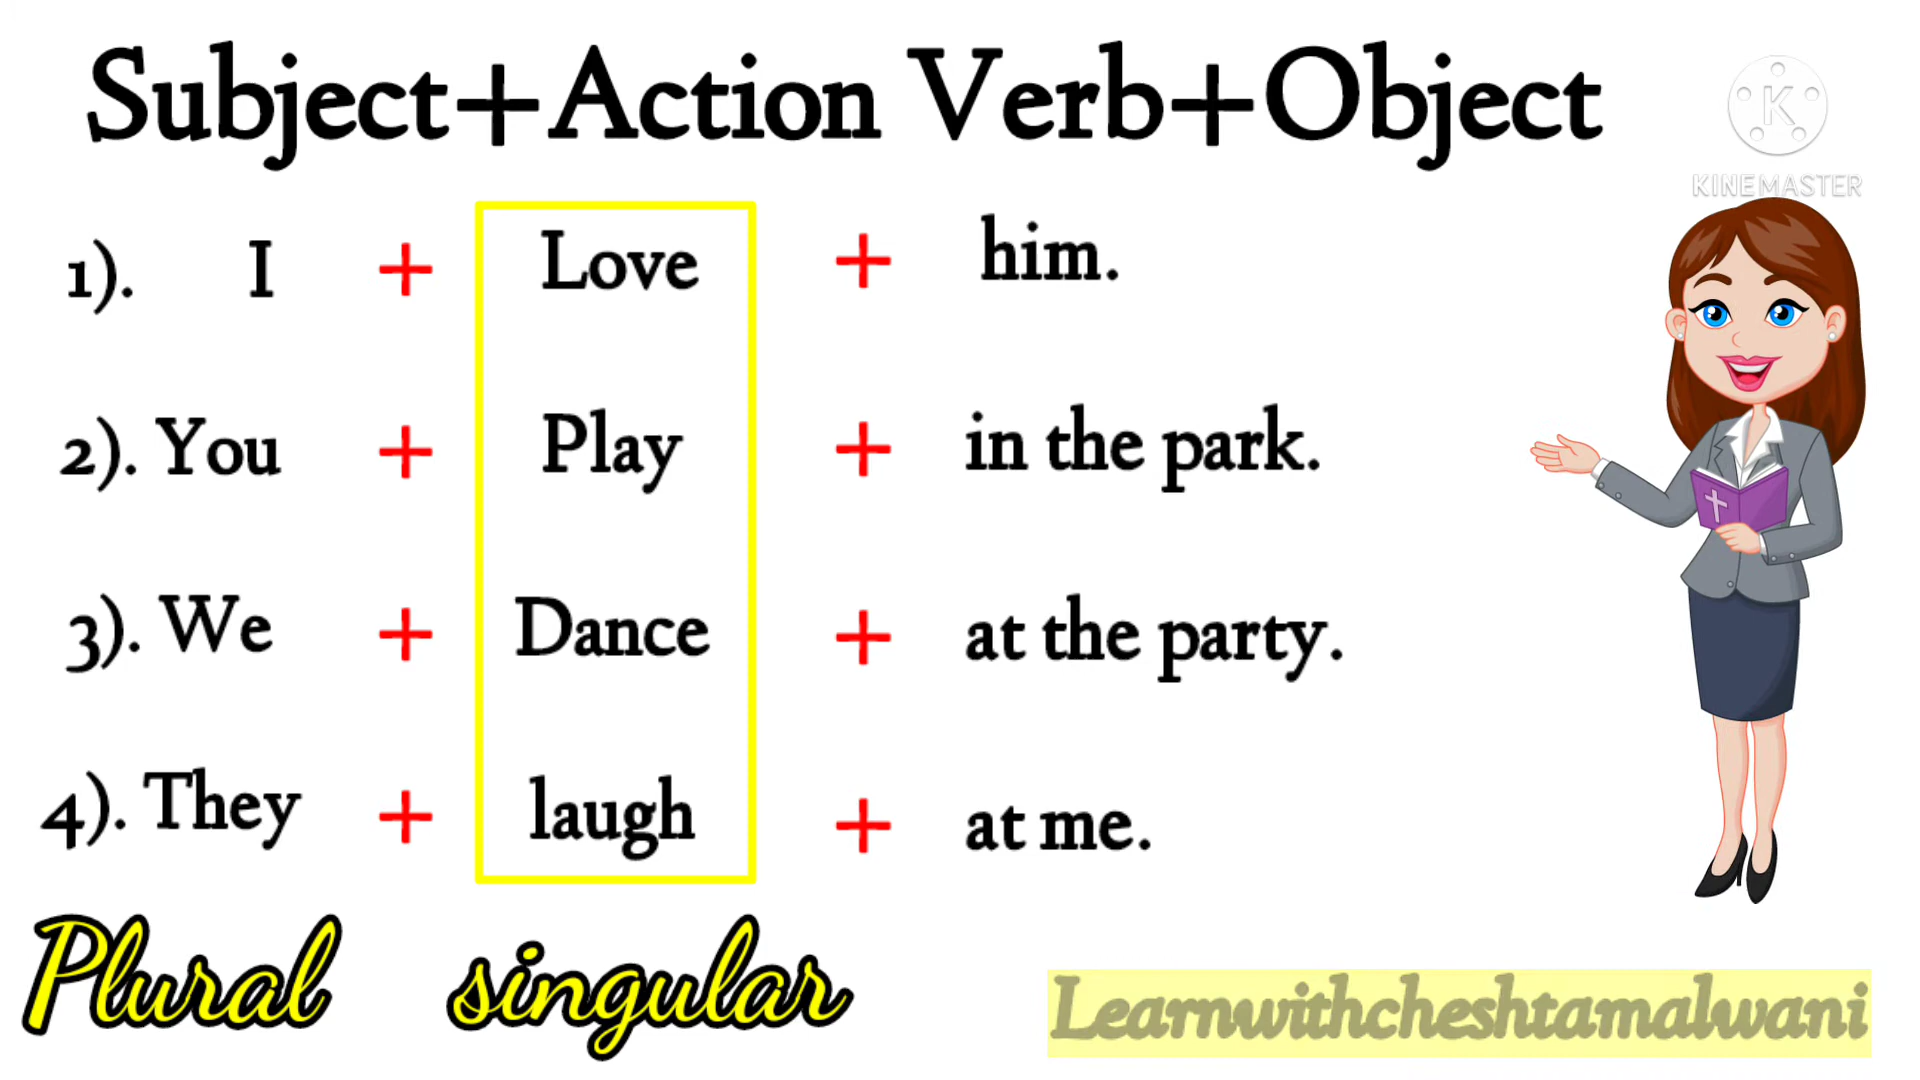 Subject+Action Verb+Object
KINEMASTER
1). I + Love + him.
2). You + Play + in the park.
3). We + Dance + at the party.
4). They + laugh + at me.
Plural singular
Learnwithcheshtamalwani